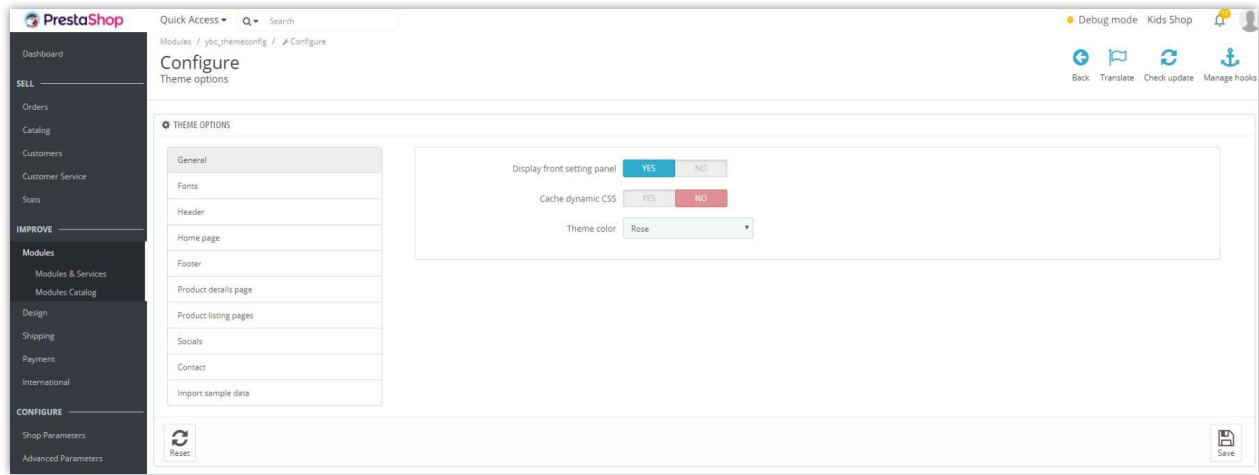 PrestaShop
Quick Access Search
Debug mode Kids Shop
Modules / ybc_themeconfig / Configure
Configure
Theme options
Back Translate Check update Manage hooks
Dashboard
SELL
Orders
Catalog
Customers
Customer Service
Stats
IMPROVE
Modules
Modules & Services
Modules Catalog
Design
Shipping
Payment
International
CONFIGURE
Shop Parameters
Advanced Parameters
THEME OPTIONS
General
Fonts
Header
Home page
Footer
Product details page
Product listing pages
Socials
Contact
Import sample data
Display front setting panel YES NO
Cache dynamic CSS YES NO
Theme color Rose
Reset
Save